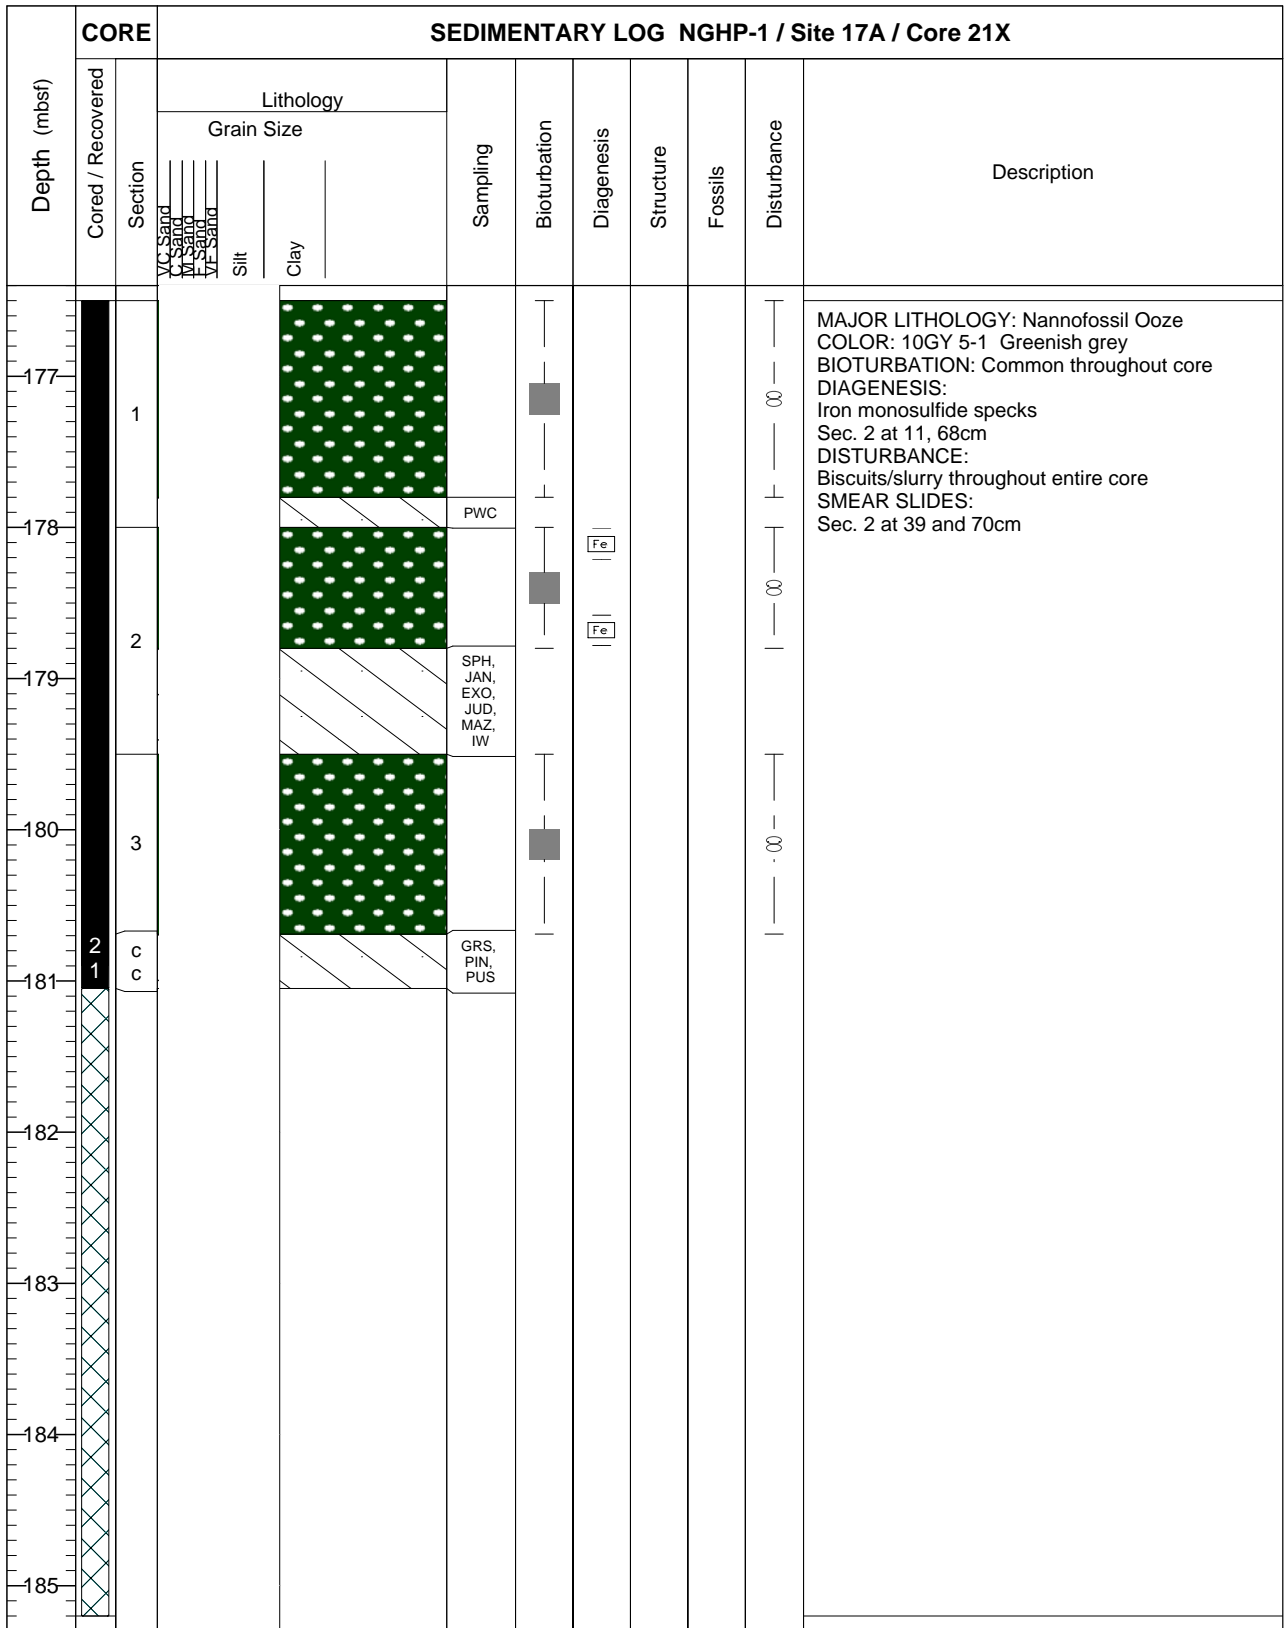 CORE
SEDIMENTARY LOG NGHP-1 / Site 17A / Core 21X
Depth (mbsf)
Cored / Recovered
Section
Lithology
Grain Size
VC Sand
C Sand
M Sand
F Sand
VF Sand
Silt
Clay
Sampling
Bioturbation
Diagenesis
Structure
Fossils
Disturbance
Description
MAJOR LITHOLOGY: Nannofossil Ooze
COLOR: 10GY 5-1 Greenish grey
BIOTURBATION: Common throughout core
DIAGENESIS:
Iron monosulfide specks
Sec. 2 at 11, 68cm
DISTURBANCE:
Biscuits/slurry throughout entire core
SMEAR SLIDES:
Sec. 2 at 39 and 70cm
177
1
178
PWC
Fe
2
Fe
179
SPH,
JAN,
EXO,
JUD,
MAZ,
IW
180
3
2
1
c
c
GRS,
PIN,
PUS
181
182
183
184
185